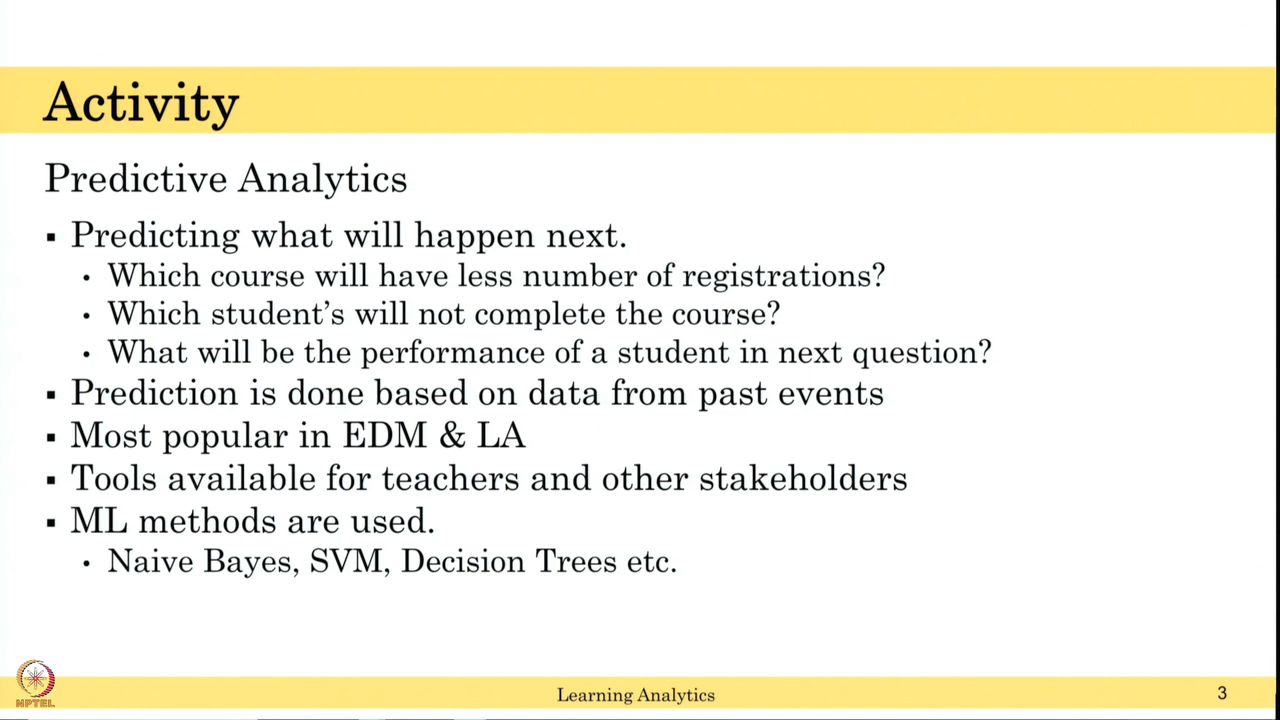 Activity
Predictive Analytics
▪ Predicting what will happen next.
• Which course will have less number of registrations?
• Which student’s will not complete the course?
• What will be the performance of a student in next question?
▪ Prediction is done based on data from past events
▪ Most popular in EDM & LA
▪ Tools available for teachers and other stakeholders
▪ ML methods are used.
• Naive Bayes, SVM, Decision Trees etc.
NPTEL
Learning Analytics
3